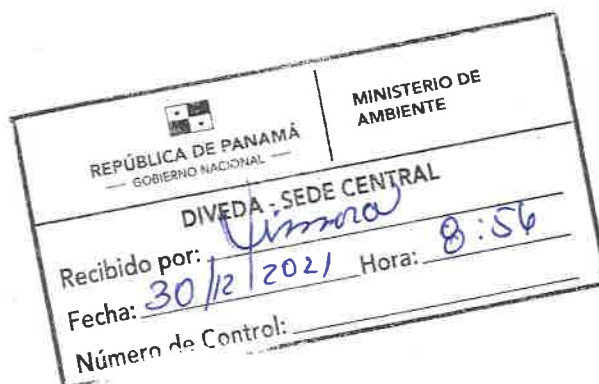 REPÚBLICA DE PANAMÁ
— GOBIERNO NACIONAL —
MINISTERIO DE
AMBIENTE
DIVEDA - SEDE CENTRAL
Recibido por:
Fecha: 30/12/2021 Hora: 8:56
Número de Control: